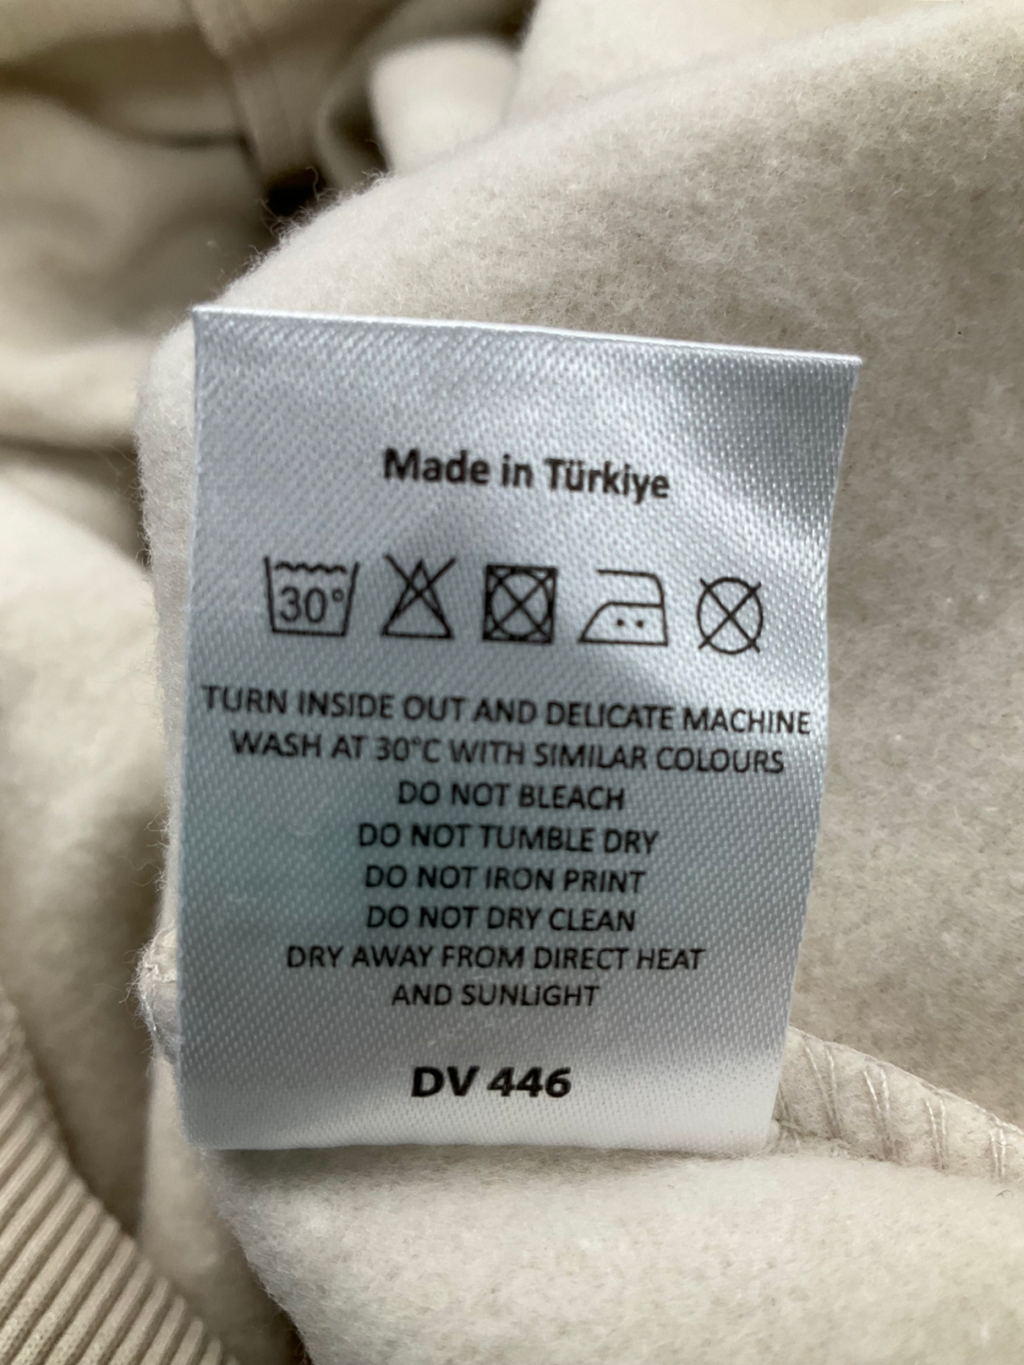 Made in Türkiye
30°
TURN INSIDE OUT AND DELICATE MACHINE
WASH AT 30°C WITH SIMILAR COLOURS
DO NOT BLEACH
DO NOT TUMBLE DRY
DO NOT IRON PRINT
DO NOT DRY CLEAN
DRY AWAY FROM DIRECT HEAT
AND SUNLIGHT
DV 446